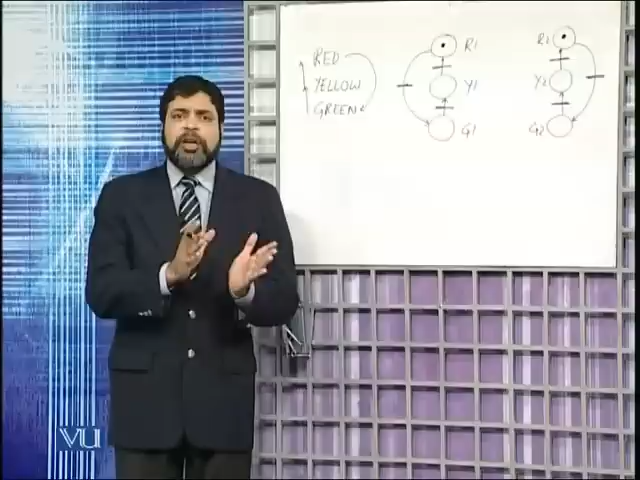 RED
YELLOW
GREEN
R1
Y1
G1
R2
Y2
G2
VU